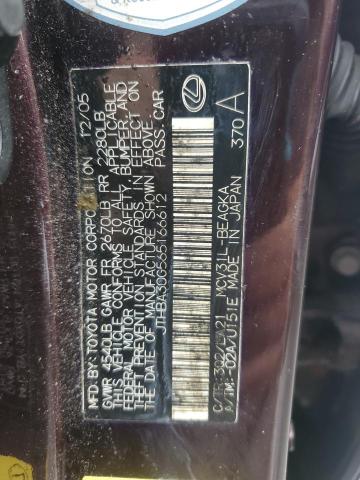 MFD. BY: TOYOTA MOTOR CORPORATION 12/05
GVWR 4540LB GAWR FR 2670LB RR 2280LB
THIS VEHICLE CONFORMS TO ALL APPLICABLE
FEDERAL MOTOR VEHICLE SAFETY, BUMPER, AND
THEFT PREVENTION STANDARDS IN EFFECT ON
THE DATE OF MANUFACTURE SHOWN ABOVE.
JTHBA30G565166612 PASS. CAR
C/TR: 3Q2/LA21 MCV31L-BEAGKA 370 A
A/TM: -02A/U151E MADE IN JAPAN